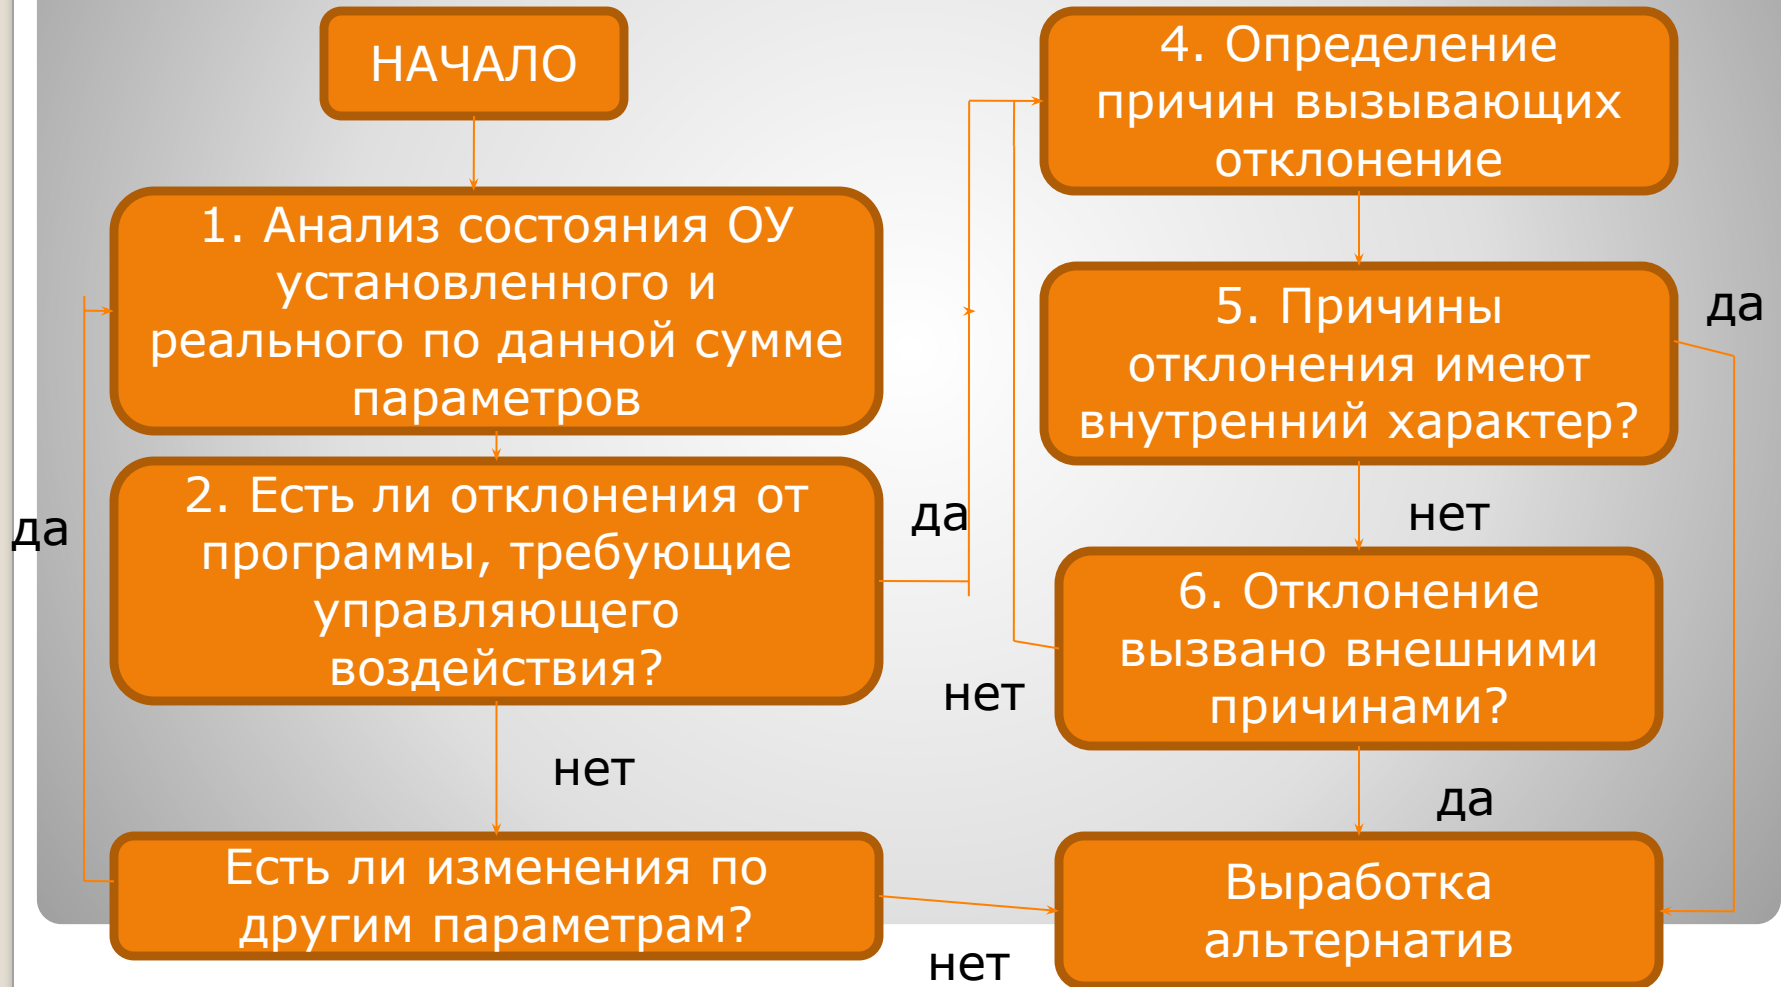 НАЧАЛО
1. Анализ состояния ОУ
установленного и
реального по данной сумме
параметров
да
2. Есть ли отклонения от
программы, требующие
управляющего
воздействия?
да
нет
Есть ли изменения по
другим параметрам?
нет
4. Определение
причин вызывающих
отклонение
5. Причины
отклонения имеют
внутренний характер?
да
нет
6. Отклонение
вызвано внешними
причинами?
нет
да
Выработка
альтернатив